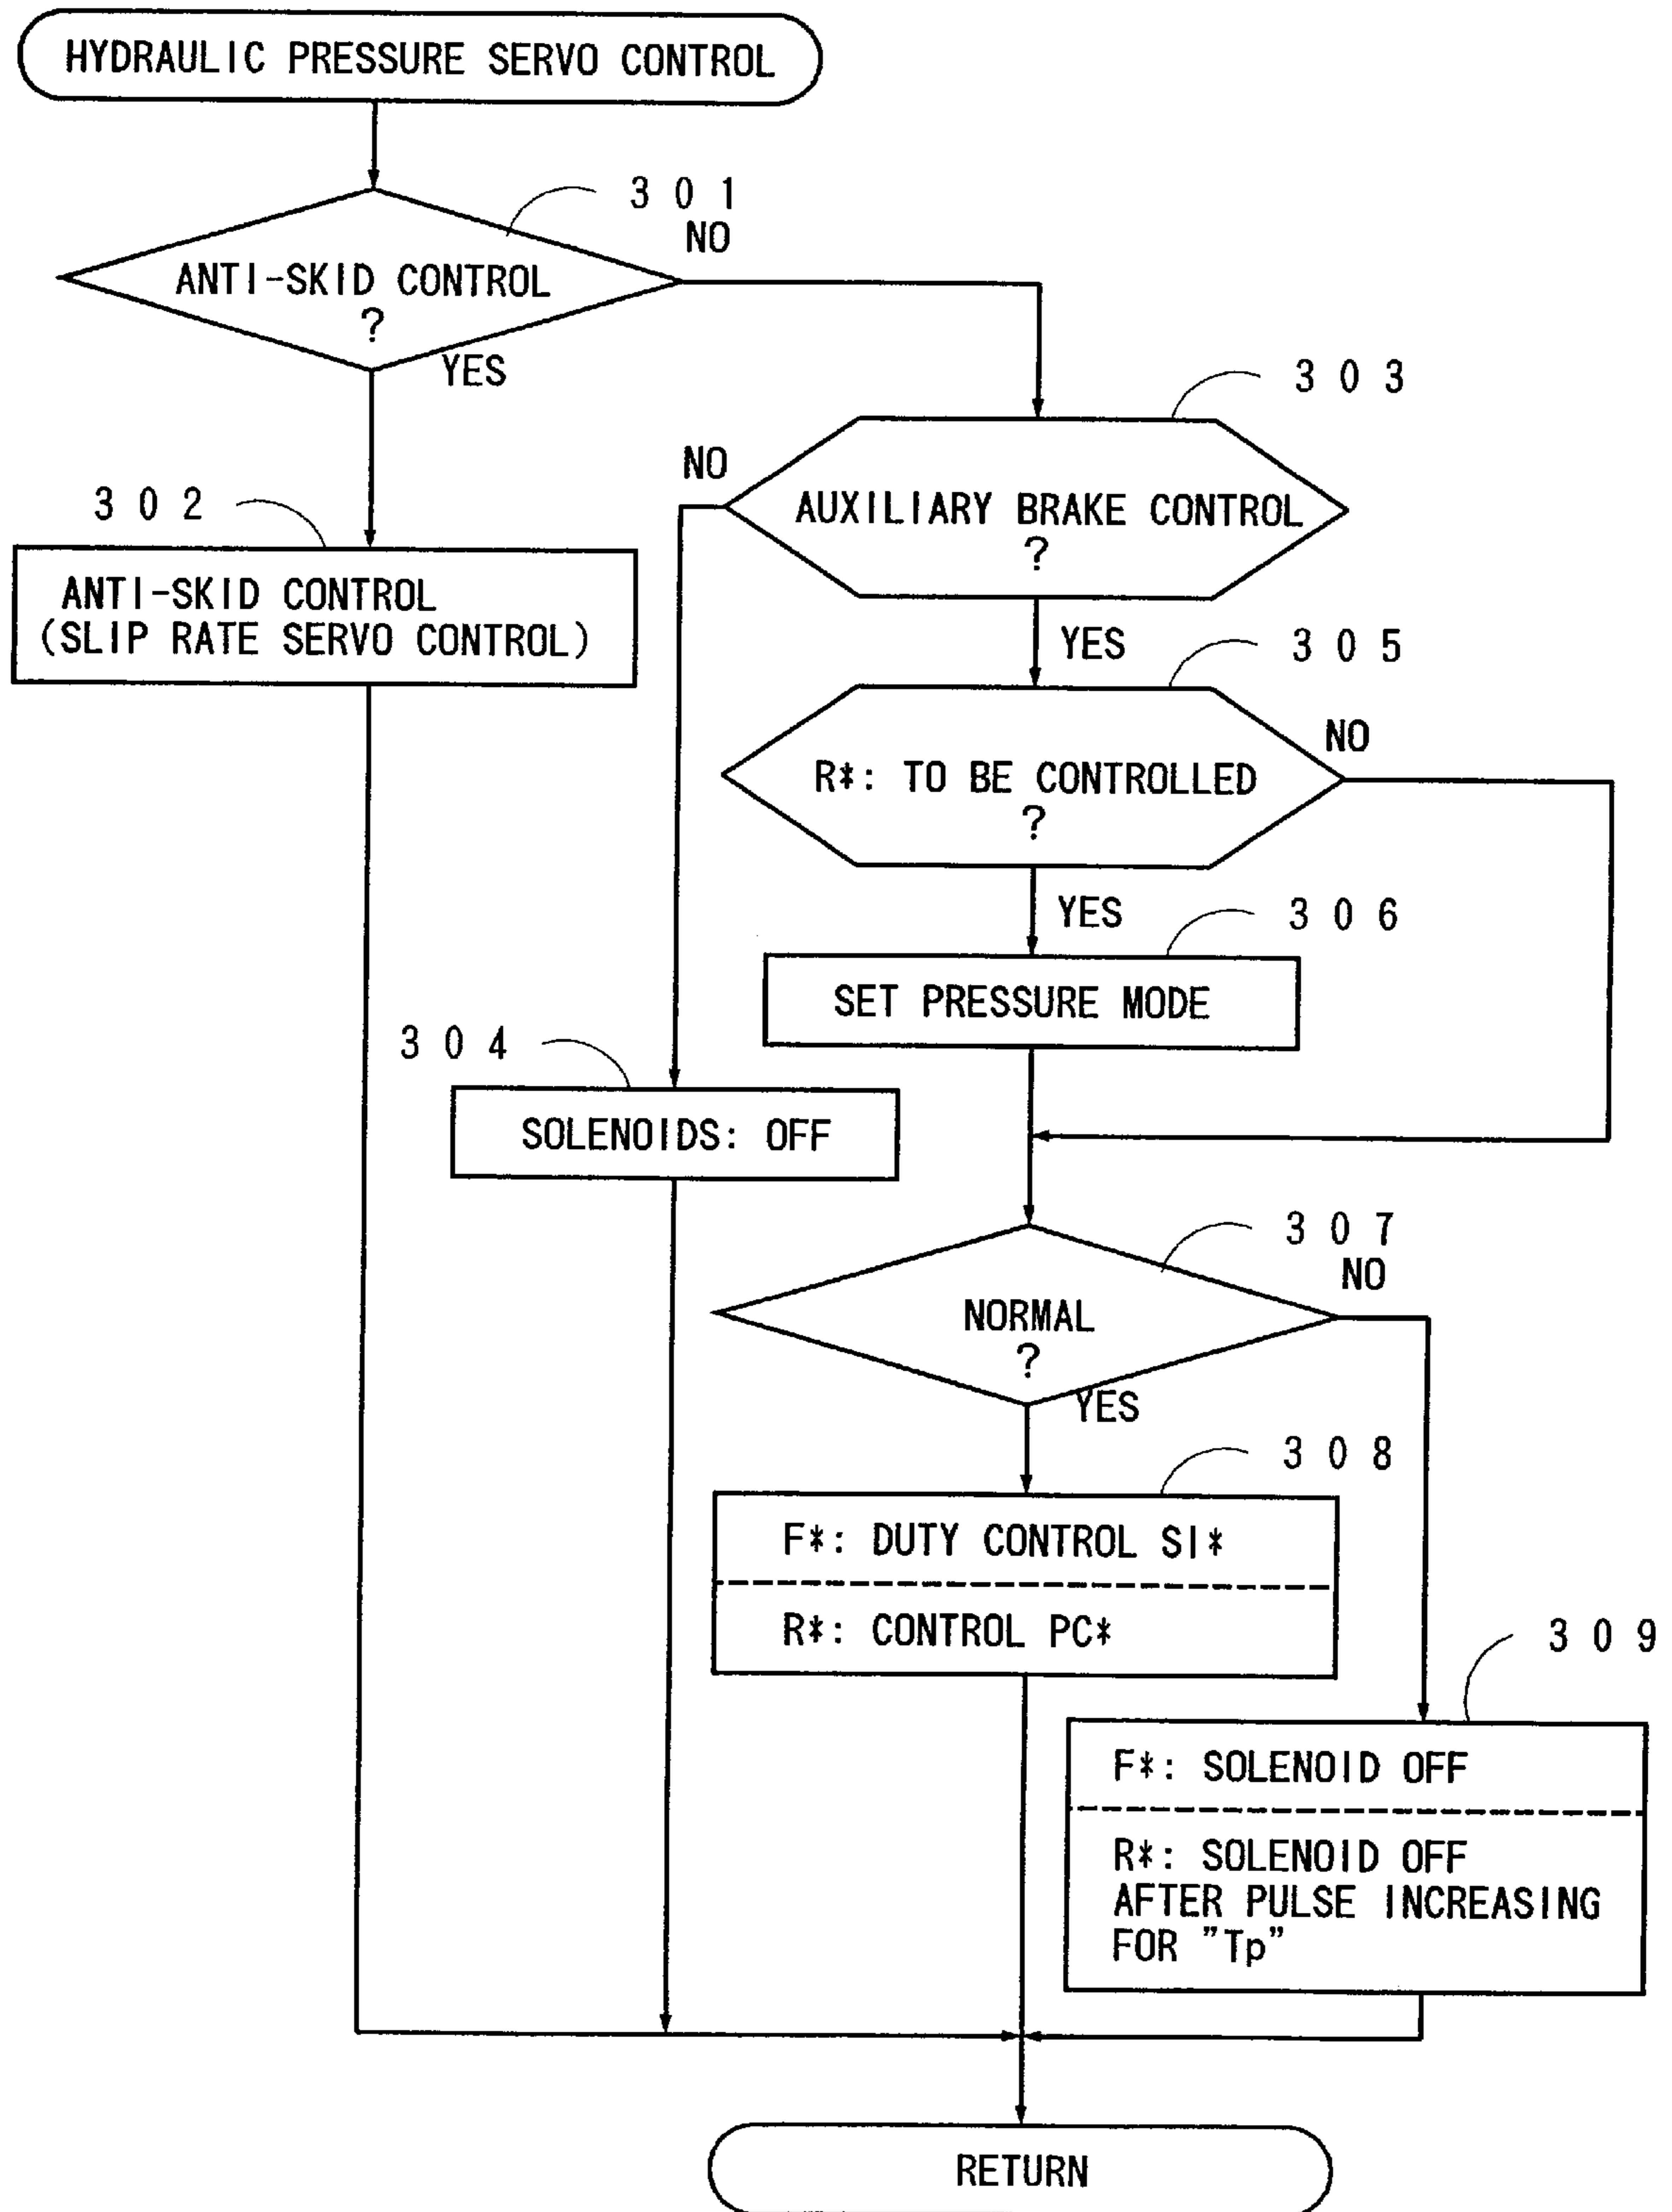 HYDRAULIC PRESSURE SERVO CONTROL
301
NO
ANTI-SKID CONTROL
?
YES
303
NO
AUXILIARY BRAKE CONTROL
?
302
ANTI-SKID CONTROL
(SLIP RATE SERVO CONTROL)
YES
305
NO
R*: TO BE CONTROLLED
?
YES
306
SET PRESSURE MODE
304
SOLENOIDS: OFF
307
NO
NORMAL
?
YES
308
F*: DUTY CONTROL SI*
R*: CONTROL PC*
309
F*: SOLENOID OFF
R*: SOLENOID OFF
AFTER PULSE INCREASING
FOR "Tp"
RETURN